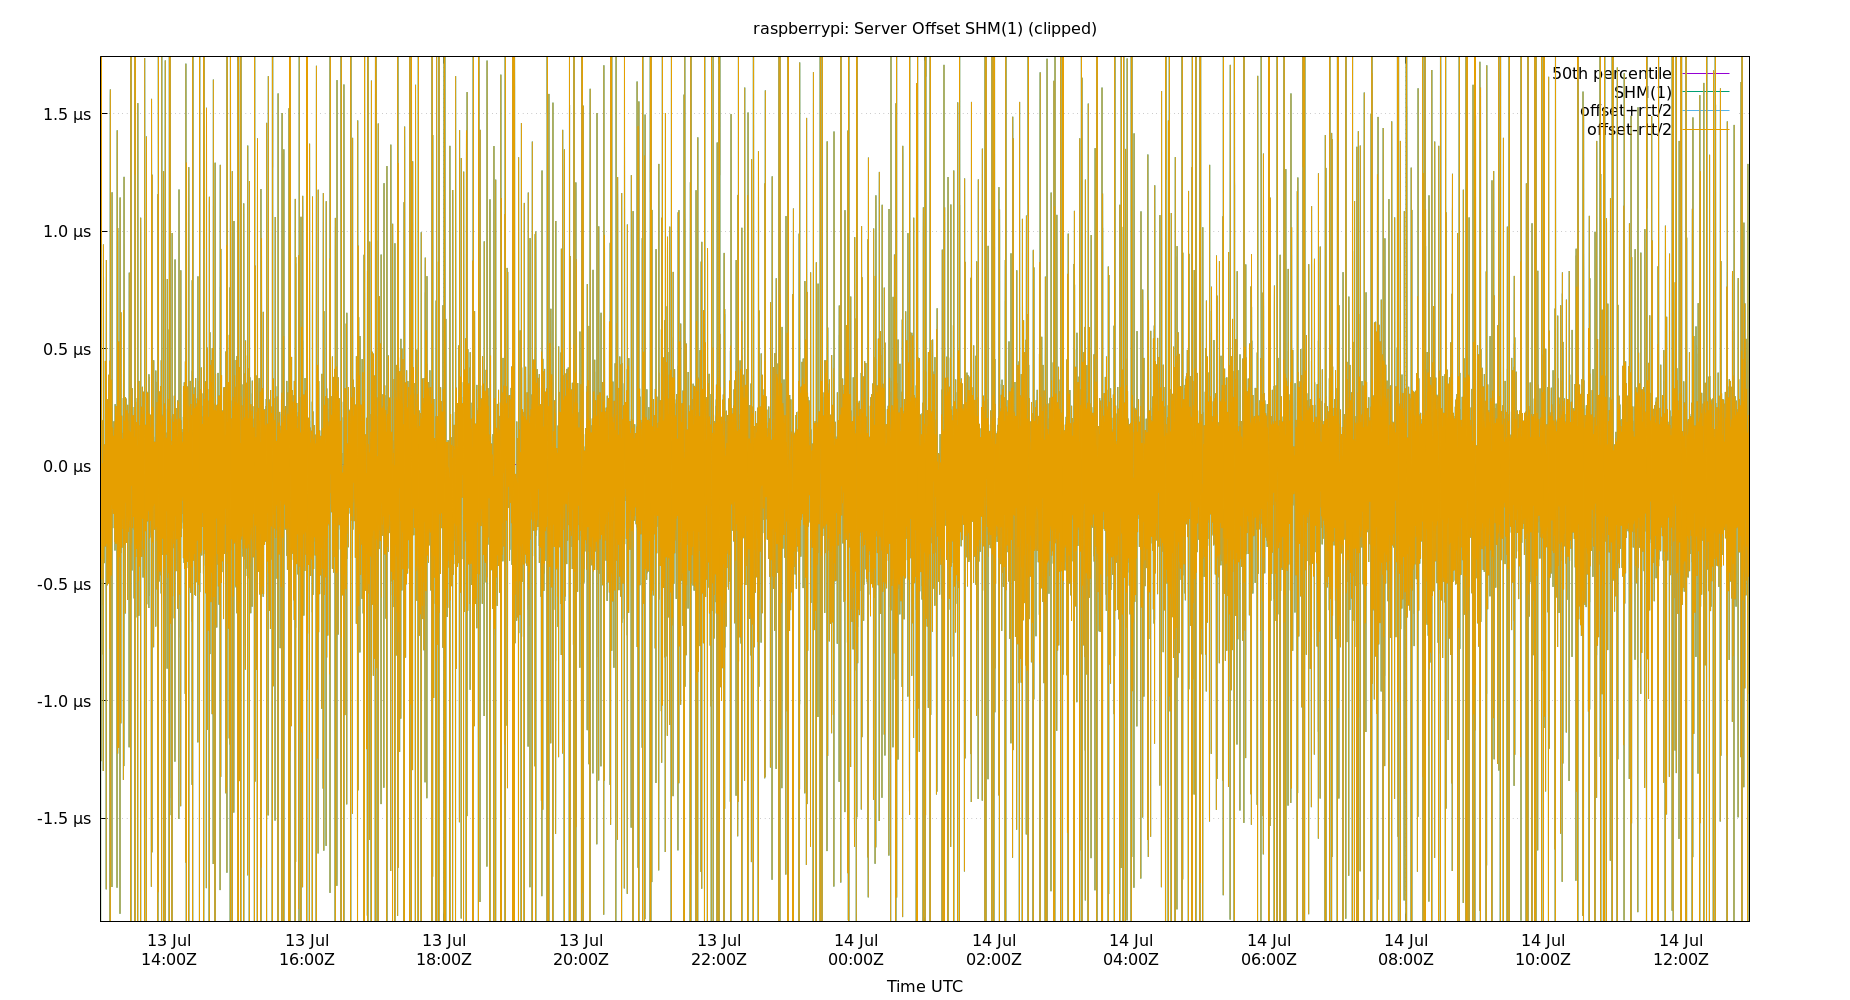 raspberrypi: Server Offset SHM(1) (clipped)
50th percentile
SHM(1)
offset+rtt/2
offset-rtt/2
1.5 µs
1.0 µs
0.5 µs
0.0 µs
-0.5 µs
-1.0 µs
-1.5 µs
13 Jul 13 Jul 13 Jul 13 Jul 13 Jul 14 Jul 14 Jul 14 Jul 14 Jul 14 Jul 14 Jul 14 Jul
14:00Z 16:00Z 18:00Z 20:00Z 22:00Z 00:00Z 02:00Z 04:00Z 06:00Z 08:00Z 10:00Z 12:00Z
Time UTC